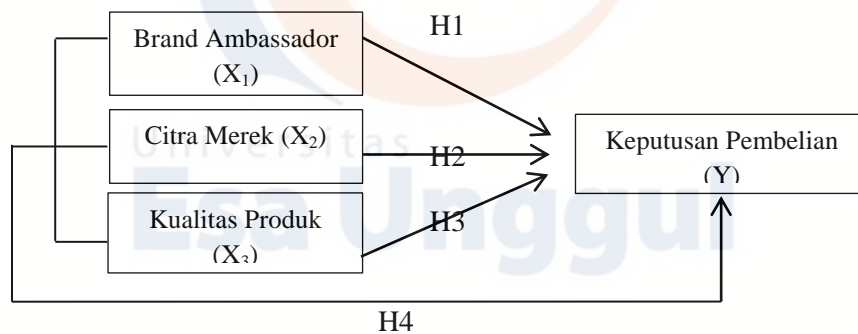 H1
Brand Ambassador
(X₁)
Citra Merek (X₂)
H2
Keputusan Pembelian
(Y)
Kualitas Produk
(X₃)
H3
H4
Universitas
Esa Unggul